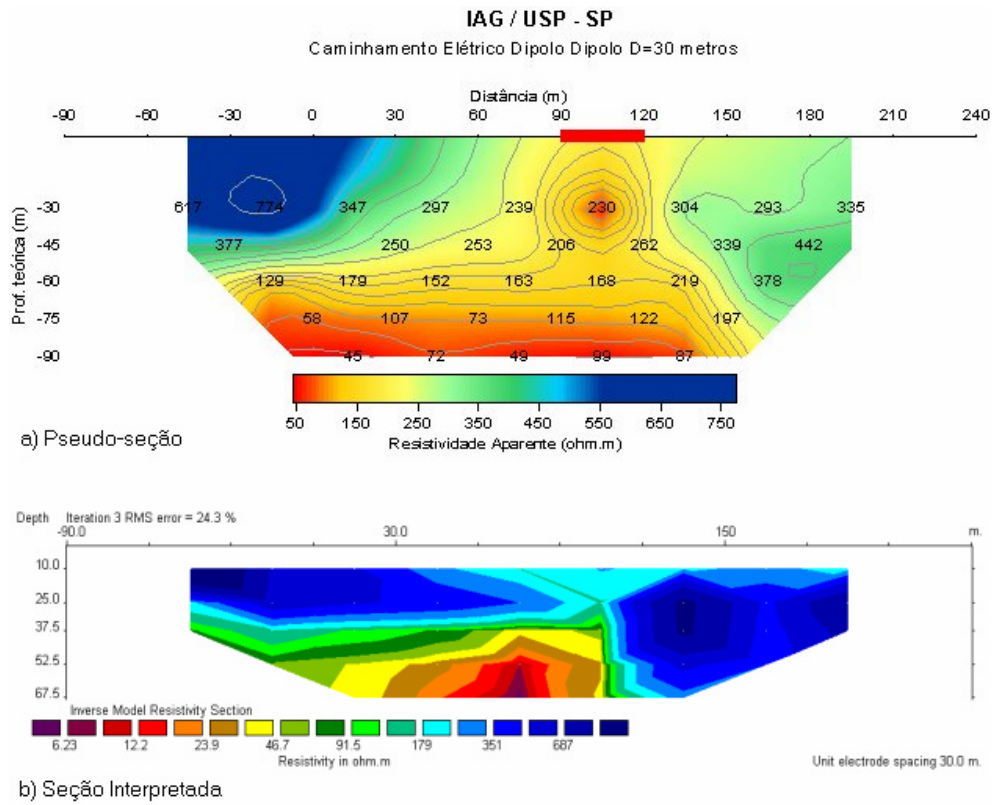 IAG / USP - SP
Caminhamento Elétrico Dipolo Dipolo D=30 metros
Distância (m)
-90 -60 -30 0 30 60 90 120 150 180 210 240
Prof. teórica (m)
-30 617 774 347 297 239 230 304 293 335
-45 377 250 253 206 262 339 442
-60 129 179 152 163 168 219 378
-75 58 107 73 115 122 197
-90 45 72 49 99 87
50 150 250 350 450 550 650 750
Resistividade Aparente (ohm.m)
a) Pseudo-seção
Depth Iteration 3 RMS error = 24.3 %
-90.0 30.0 150 m.
10.0
25.0
37.5
52.5
67.5
Inverse Model Resistivity Section
6.23 12.2 23.9 46.7 91.5 179 351 687
Resistivity in ohm.m
Unit electrode spacing 30.0 m.
b) Seção Interpretada